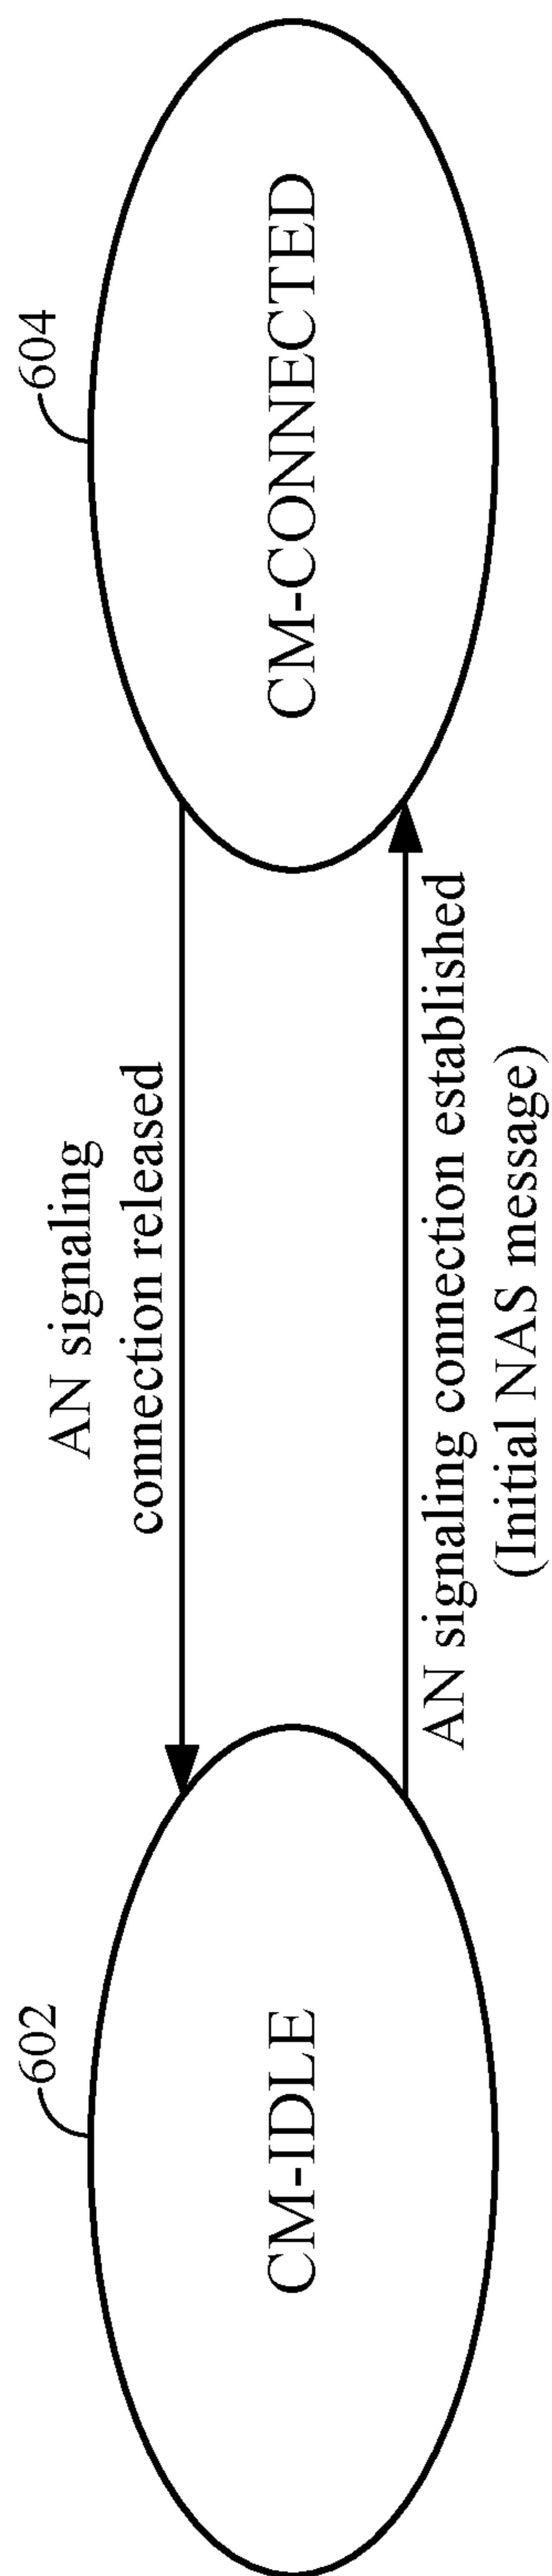 602
604
CM-IDLE
AN signaling
connection released
CM-CONNECTED
AN signaling connection established
(Initial NAS message)